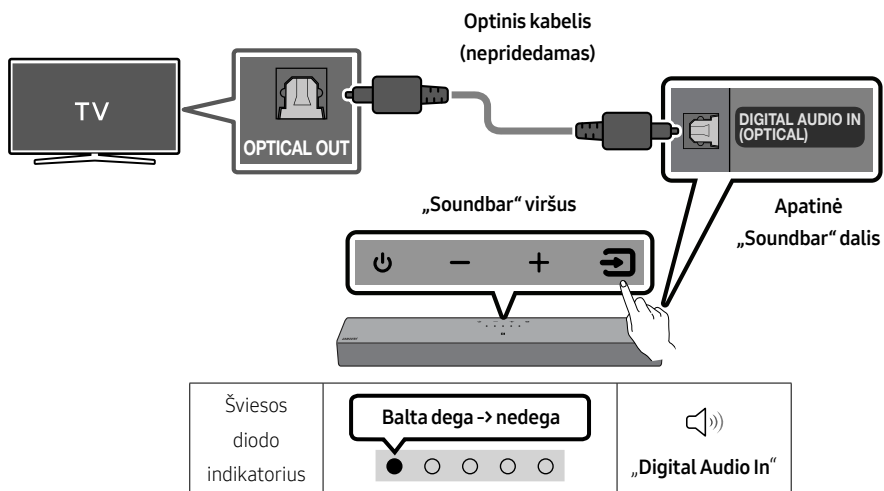 Optinis kabelis
(nepridedamas)
TV
OPTICAL OUT
DIGITAL AUDIO IN
(OPTICAL)
„Soundbar“ viršus
Apatinė
„Soundbar“ dalis
Šviesos
diodo
indikatorius
Balta dega -> nedega
„Digital Audio In“